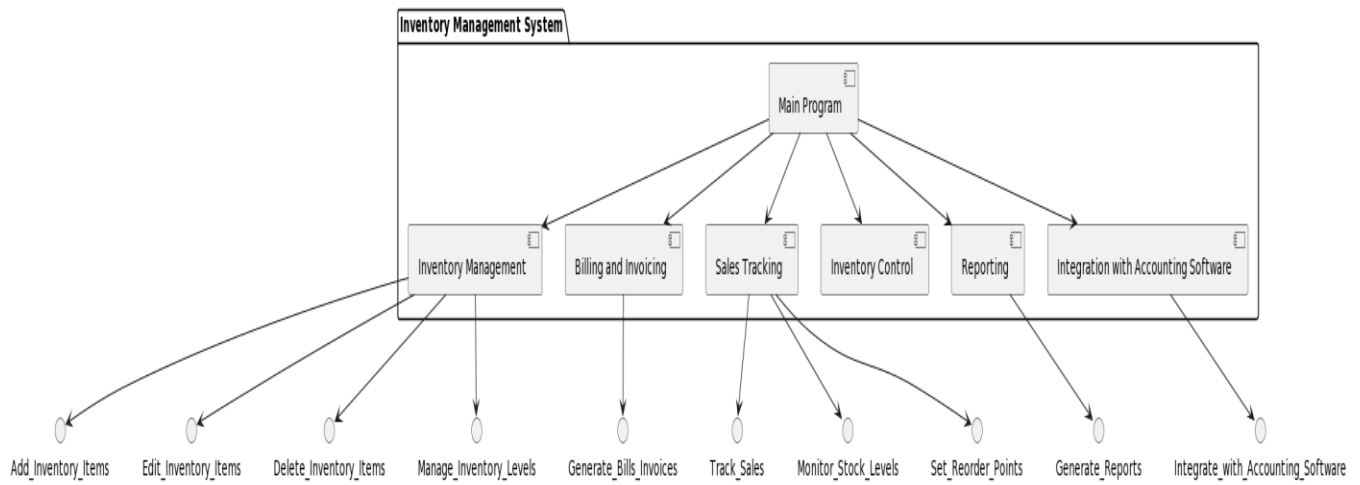 Inventory Management System
Main Program
Inventory Management
Billing and Invoicing
Sales Tracking
Inventory Control
Reporting
Integration with Accounting Software
Add_Inventory_Items
Edit_Inventory_Items
Delete_Inventory_Items
Manage_Inventory_Levels
Generate_Bills_Invoices
Track_Sales
Monitor_Stock_Levels
Set_Reorder_Points
Generate_Reports
Integrate_with_Accounting_Software